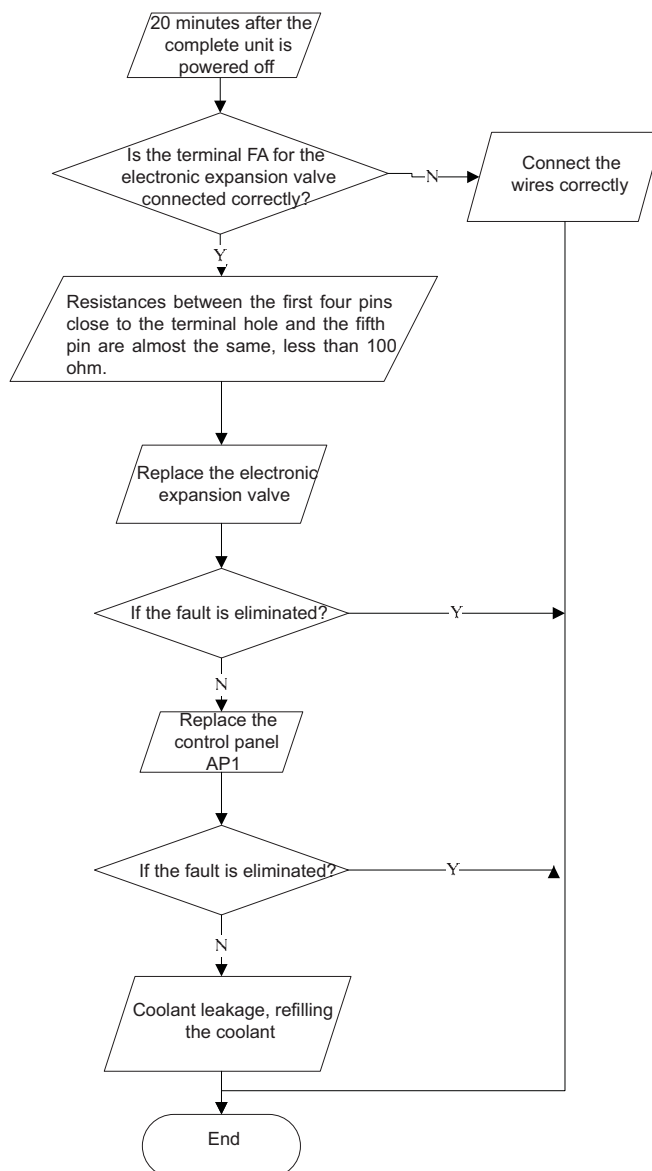 20 minutes after the
complete unit is
powered off
Is the terminal FA for the
electronic expansion valve
connected correctly?
N
Connect the
wires correctly
Y
Resistances between the first four pins
close to the terminal hole and the fifth
pin are almost the same, less than 100
ohm.
Replace the electronic
expansion valve
If the fault is eliminated?
Y
N
Replace the
control panel
AP1
If the fault is eliminated?
Y
N
Coolant leakage, refilling
the coolant
End